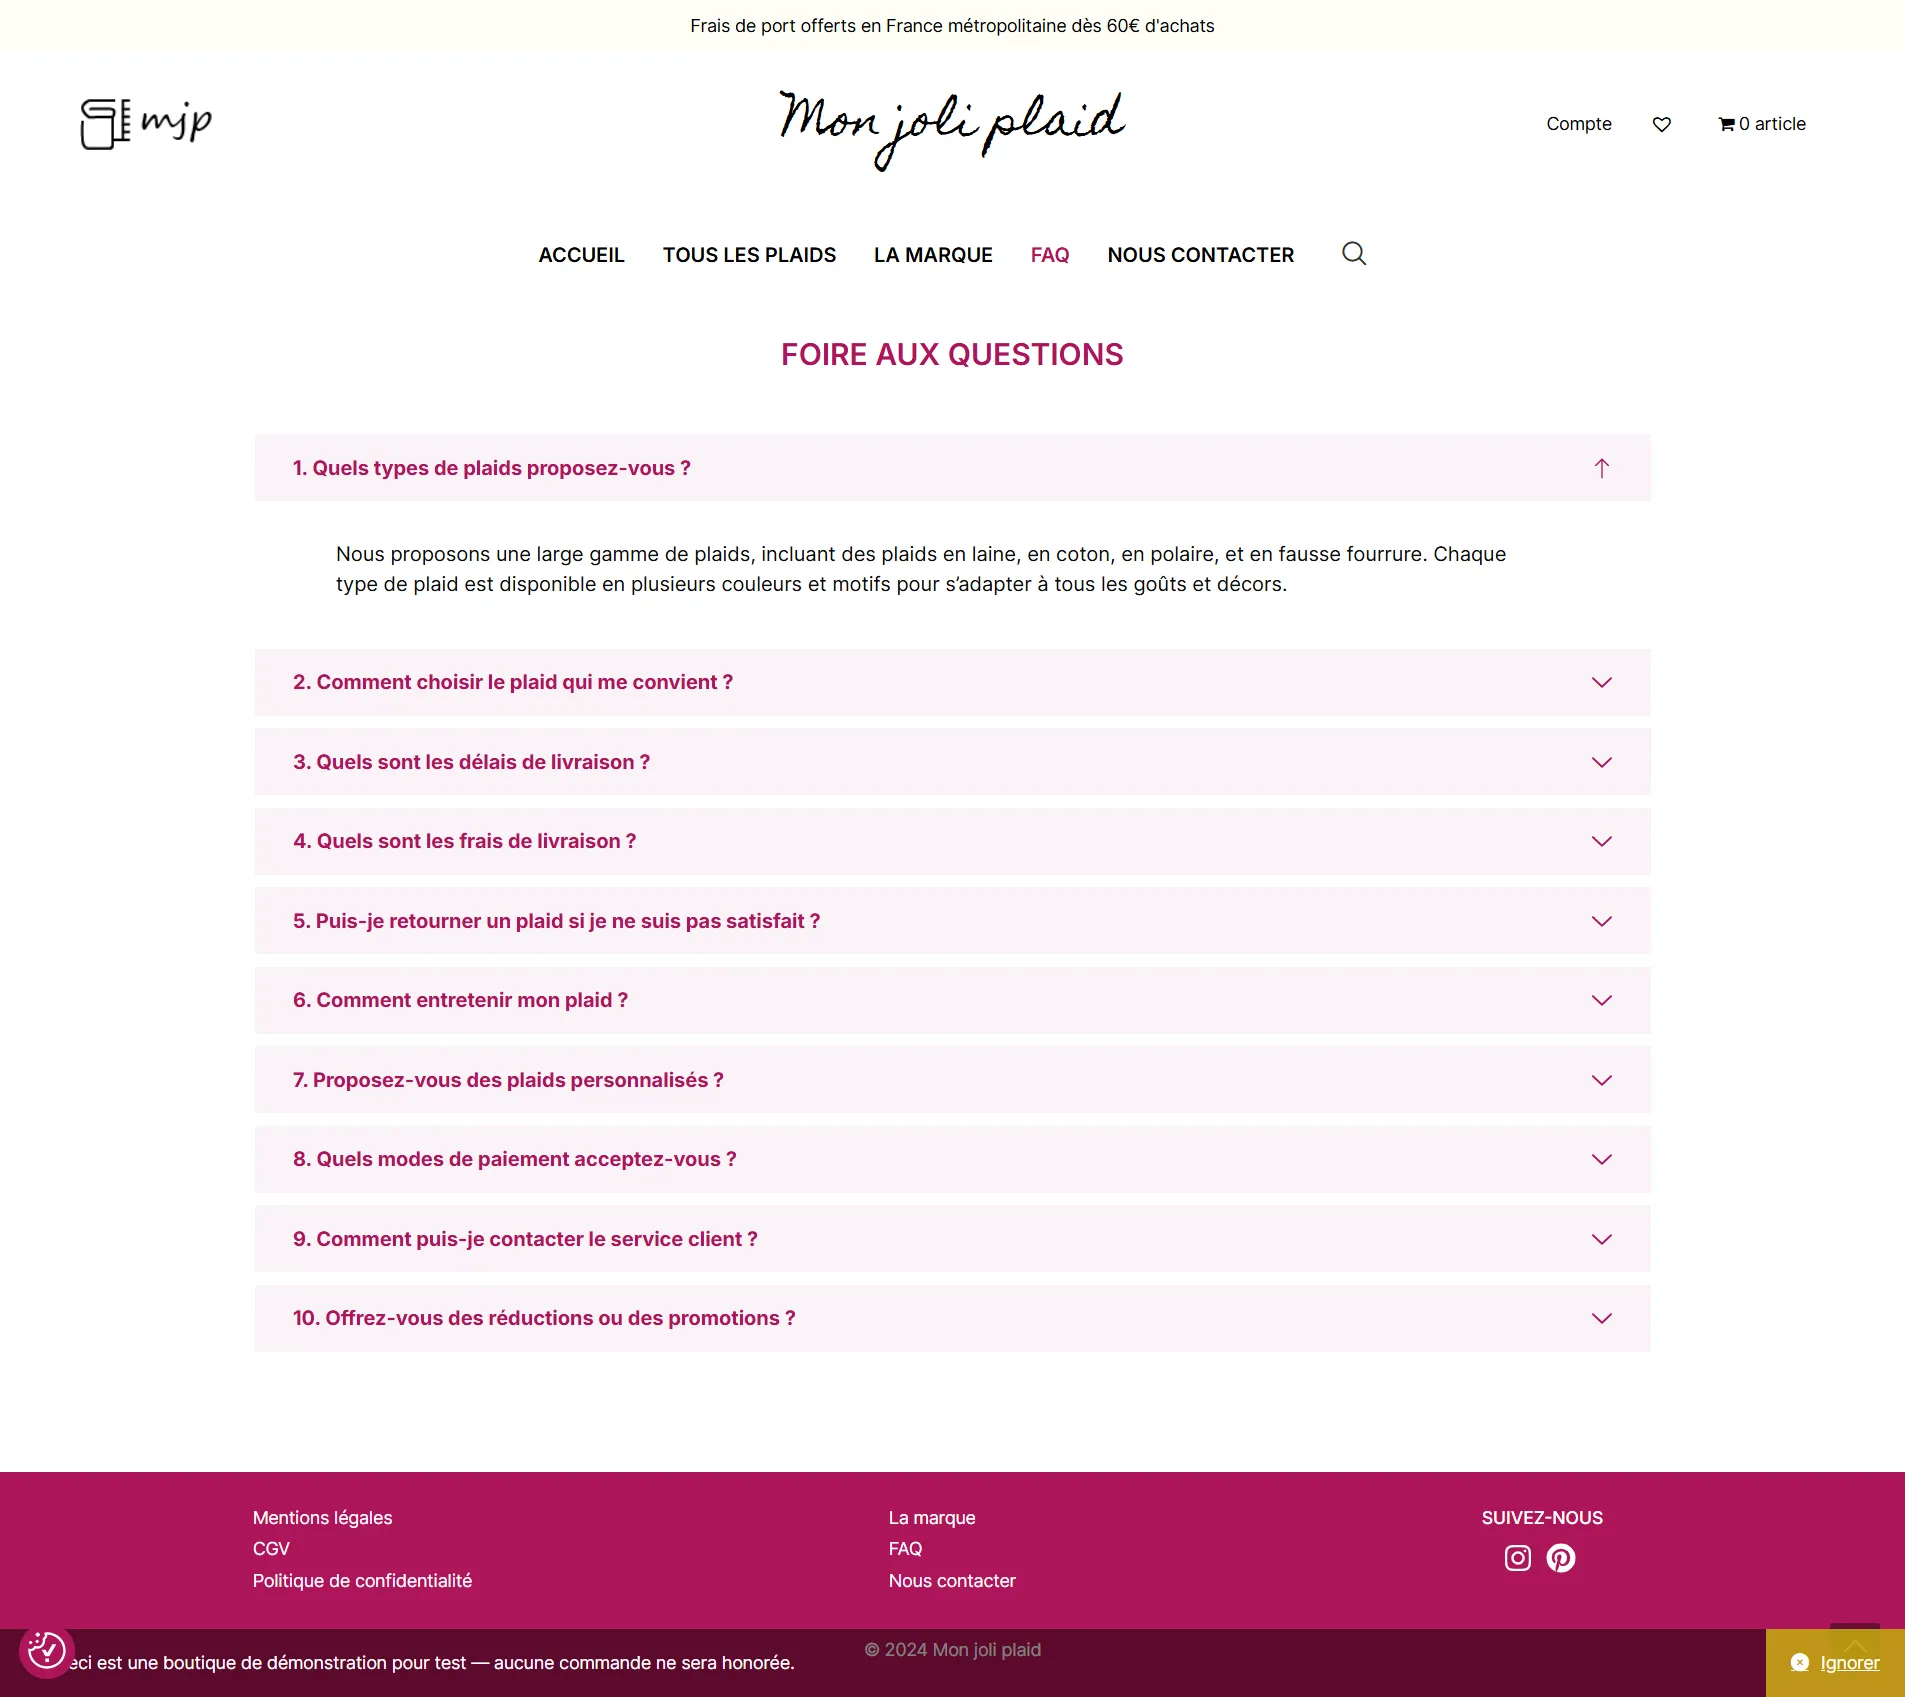 Frais de port offerts en France métropolitaine dès 60€ d'achats
mjp
Mon joli plaid
Compte
0 article
ACCUEIL
TOUS LES PLAIDS
LA MARQUE
FAQ
NOUS CONTACTER
FOIRE AUX QUESTIONS
1. Quels types de plaids proposez-vous ?
Nous proposons une large gamme de plaids, incluant des plaids en laine, en coton, en polaire, et en fausse fourrure. Chaque
type de plaid est disponible en plusieurs couleurs et motifs pour s’adapter à tous les goûts et décors.
2. Comment choisir le plaid qui me convient ?
3. Quels sont les délais de livraison ?
4. Quels sont les frais de livraison ?
5. Puis-je retourner un plaid si je ne suis pas satisfait ?
6. Comment entretenir mon plaid ?
7. Proposez-vous des plaids personnalisés ?
8. Quels modes de paiement acceptez-vous ?
9. Comment puis-je contacter le service client ?
10. Offrez-vous des réductions ou des promotions ?
Mentions légales
CGV
Politique de confidentialité
La marque
FAQ
Nous contacter
SUIVEZ-NOUS
© 2024 Mon joli plaid
eci est une boutique de démonstration pour test — aucune commande ne sera honorée.
Ignorer